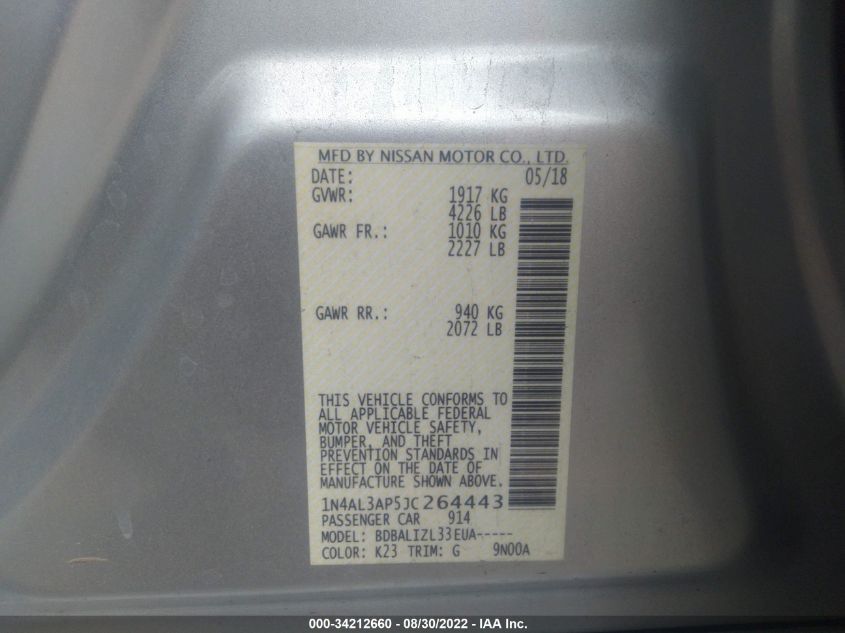 MFD BY NISSAN MOTOR CO., LTD.
DATE: 05/18
GVWR: 1917 KG
4226 LB
GAWR FR.: 1010 KG
2227 LB
GAWR RR.: 940 KG
2072 LB
THIS VEHICLE CONFORMS TO
ALL APPLICABLE FEDERAL
MOTOR VEHICLE SAFETY,
BUMPER, AND THEFT
PREVENTION STANDARDS IN
EFFECT ON THE DATE OF
MANUFACTURE SHOWN ABOVE.
1N4AL3AP5JC264443
PASSENGER CAR 914
MODEL: BDBALIZL33EUA-----
COLOR: K23 TRIM: G 9N00A
000-34212660 - 08/30/2022 - IAA Inc.